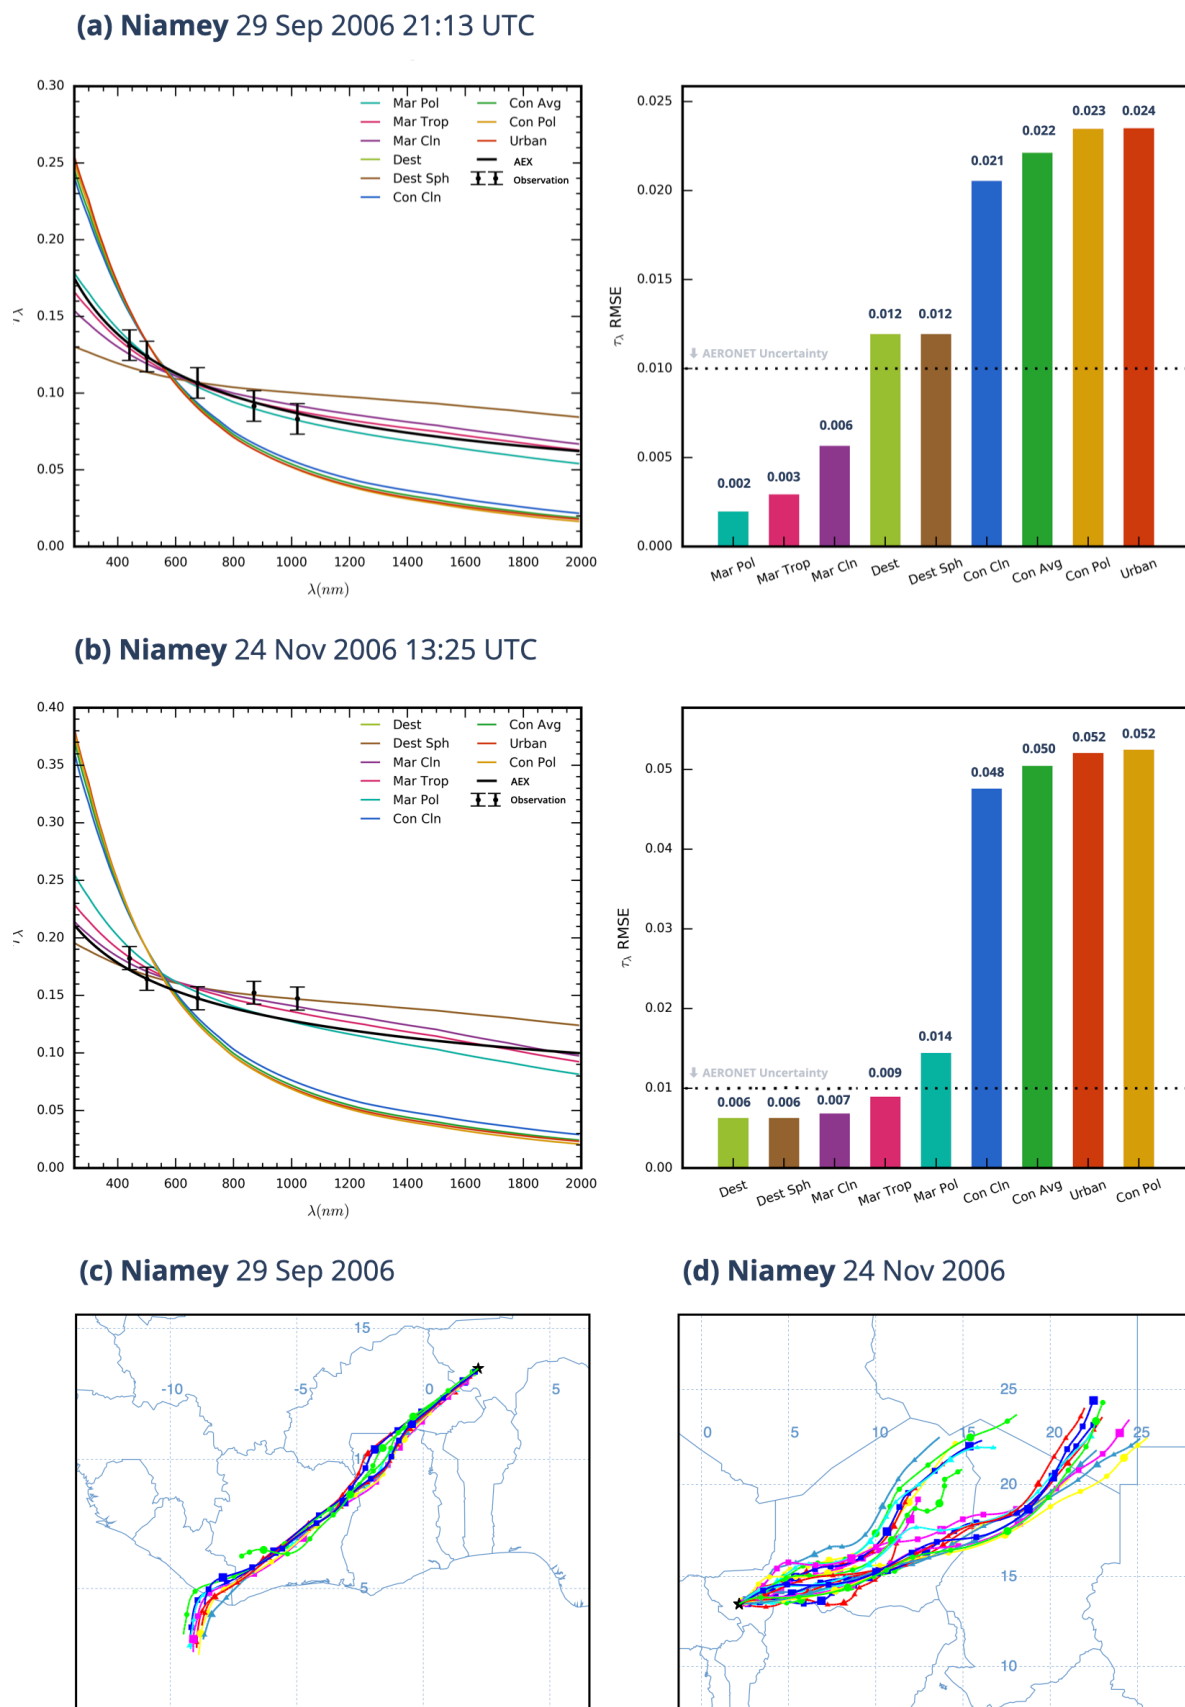 (a) Niamey 29 Sep 2006 21:13 UTC
0.30
0.25
0.20
0.15
0.10
0.05
0.00
400 600 800 1000 1200 1400 1600 1800 2000
λ(nm)
Mar Pol
Mar Trop
Mar Cln
Dest
Dest Sph
Con Cln
Con Avg
Con Pol
Urban
AEX
Observation
τλ RMSE
0.025
0.020
0.015
0.010
0.005
0.000
0.002
0.003
0.006
0.012
0.012
0.021
0.022
0.023
0.024
⬇ AERONET Uncertainty
Mar Pol Mar Trop Mar Cln Dest Dest Sph Con Cln Con Avg Con Pol Urban
(b) Niamey 24 Nov 2006 13:25 UTC
0.40
0.35
0.30
0.25
0.20
0.15
0.10
0.05
0.00
400 600 800 1000 1200 1400 1600 1800 2000
λ(nm)
Dest
Dest Sph
Mar Cln
Mar Trop
Mar Pol
Con Cln
Con Avg
Urban
Con Pol
AEX
Observation
τλ RMSE
0.05
0.04
0.03
0.02
0.01
0.00
0.006
0.006
0.007
0.009
0.014
0.048
0.050
0.052
0.052
⬇ AERONET Uncertainty
Dest Dest Sph Mar Cln Mar Trop Mar Pol Con Cln Con Avg Urban Con Pol
(c) Niamey 29 Sep 2006
15
-10 -5 0 5
5
(d) Niamey 24 Nov 2006
25
0 5 10 15 20 25
20
15
10